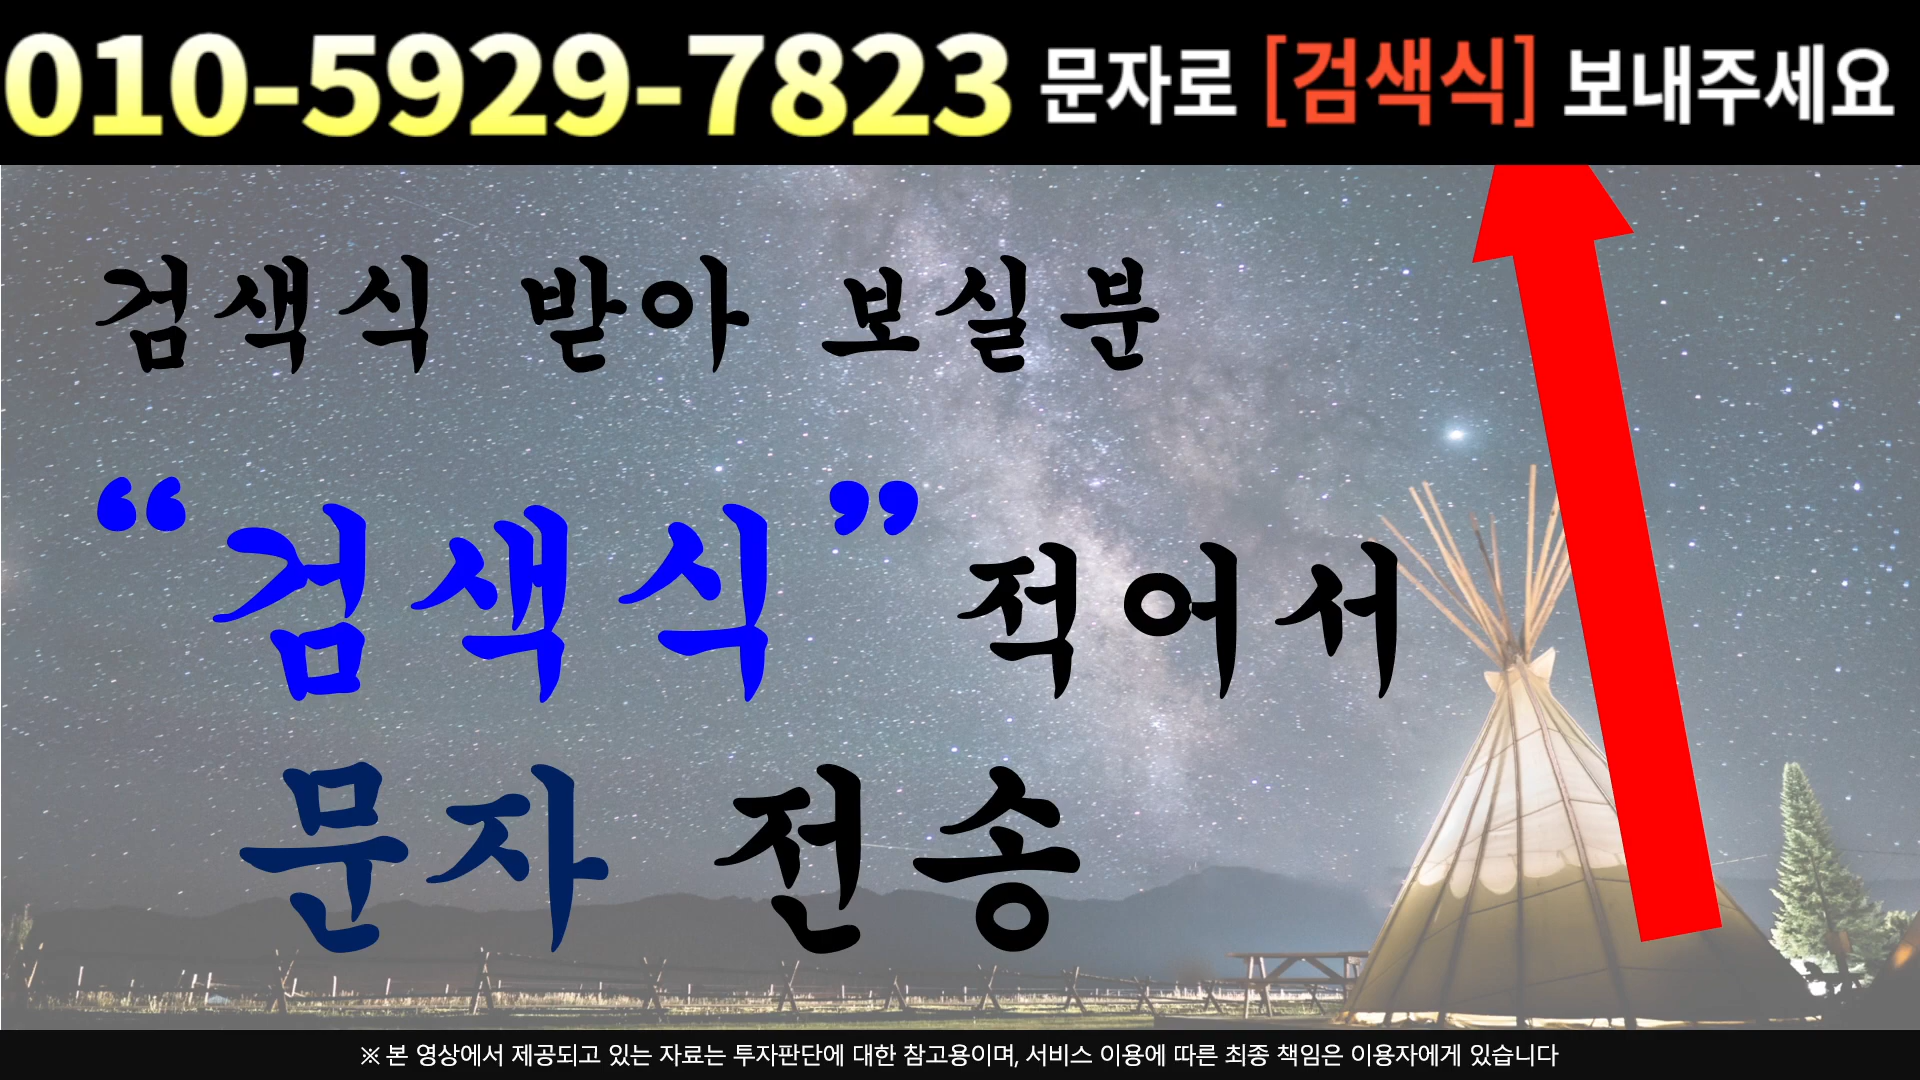 010-5929-7823 문자로 [검색식] 보내주세요
검색식 받아 보실분
“검색식” 적어서
문자 전송
※ 본 영상에서 제공되고 있는 자료는 투자판단에 대한 참고용이며, 서비스 이용에 따른 최종 책임은 이용자에게 있습니다